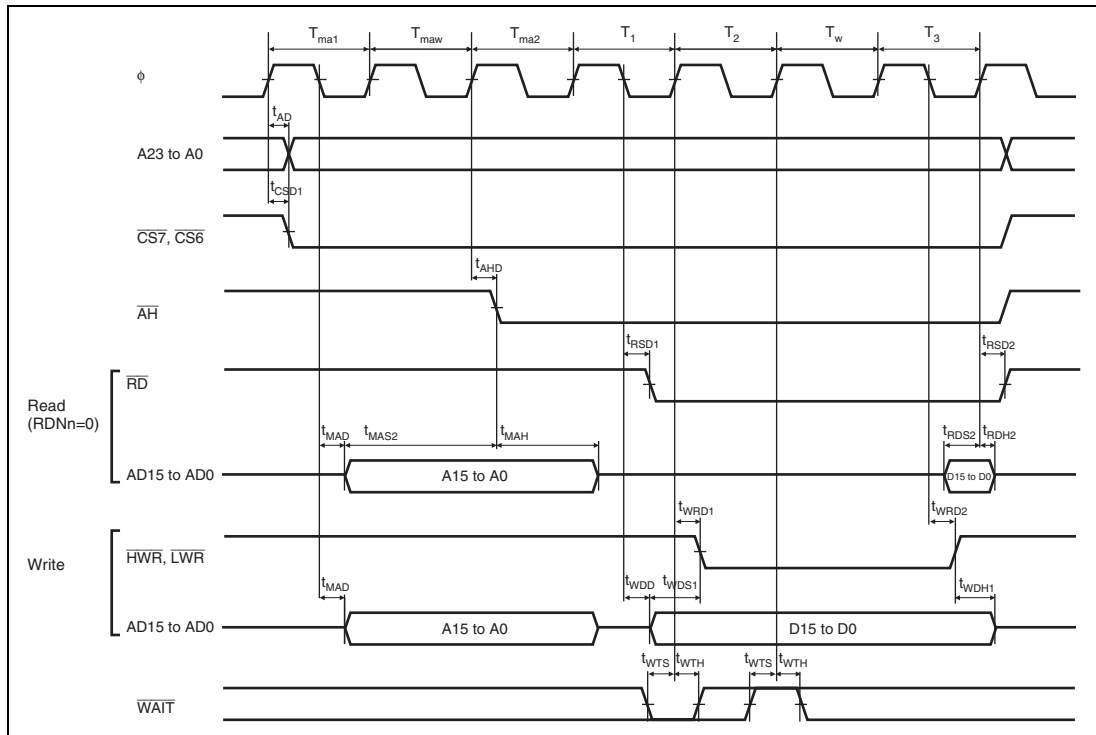 Tma1 Tmaw Tma2 T1 T2 Tw T3
ϕ
tAD
A23 to A0
tCSD1
CS7, CS6
tAHD
AH
tRSD1 tRSD2
RD
Read
(RDNn=0)
tMAD tMAS2 tMAH tRDS2 tRDH2
AD15 to AD0 A15 to A0 D15 to D0
tWRD1 tWRD2
HWR, LWR
Write
tMAD tWDD tWDS1 tWDH1
AD15 to AD0 A15 to A0 D15 to D0
tWTS tWTH tWTS tWTH
WAIT